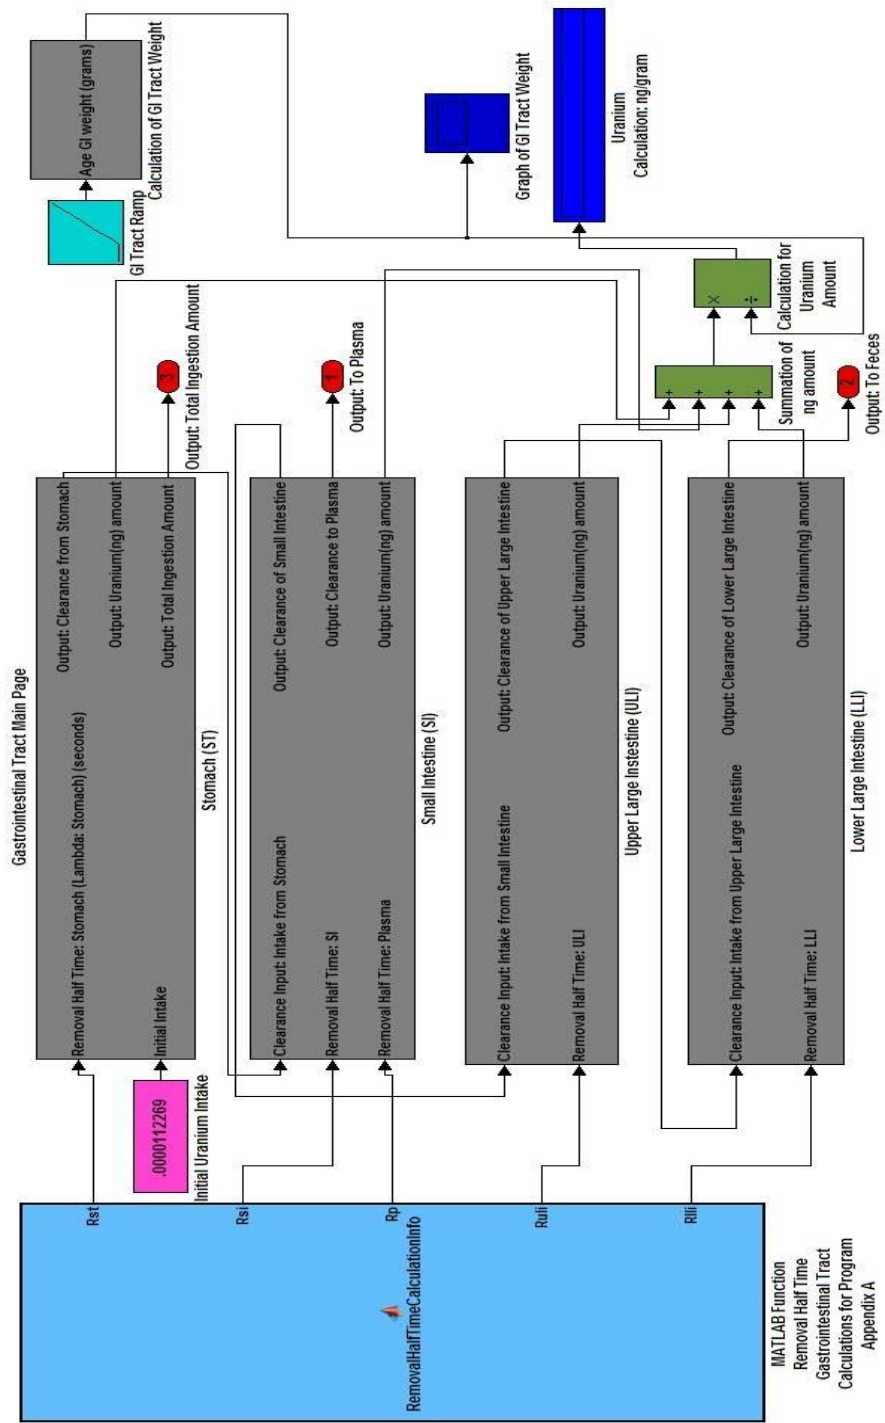 Gastrointestinal Tract Main Page
RemovalHalfTimeCalculationInfo
Rst
Rsi
Rp
Ruli
Rlli
MATLAB Function
Removal Half Time
Gastrointestinal Tract
Calculations for Program
Appendix A
.0000112269
Initial Uranium Intake
Removal Half Time: Stomach (Lambda: Stomach) (seconds)
Initial Intake
Output: Clearance from Stomach
Output: Uranium(ng) amount
Output: Total Ingestion Amount
Stomach (ST)
Clearance Input: Intake from Stomach
Removal Half Time: SI
Removal Half Time: Plasma
Output: Clearance of Small Intestine
Output: Clearance to Plasma
Output: Uranium(ng) amount
Small Intestine (SI)
Clearance Input: Intake from Small Intestine
Removal Half Time: ULI
Output: Clearance of Upper Large Intestine
Output: Uranium(ng) amount
Upper Large Instestine (ULI)
Clearance Input: Intake from Upper Large Intestine
Removal Half Time: LLI
Output: Clearance of Lower Large Intestine
Output: Uranium(ng) amount
Lower Large Intestine (LLI)
3
Output: Total Ingestion Amount
1
Output: To Plasma
2
Output: To Feces
+
+
+
+
Summation of
ng amount
×
÷
Calculation for
Uranium
Amount
GI Tract Ramp
Age GI weight (grams)
Calculation of GI Tract Weight
Graph of GI Tract Weight
Uranium
Calculation: ng/gram